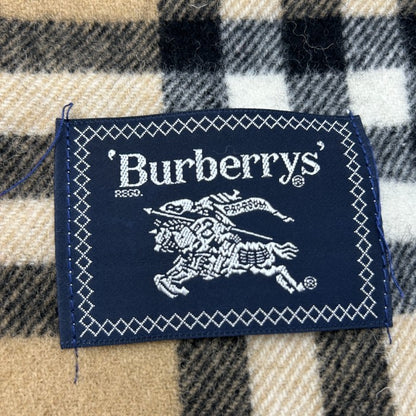 'Burberrys'®
REGD.
PRORSUM
®